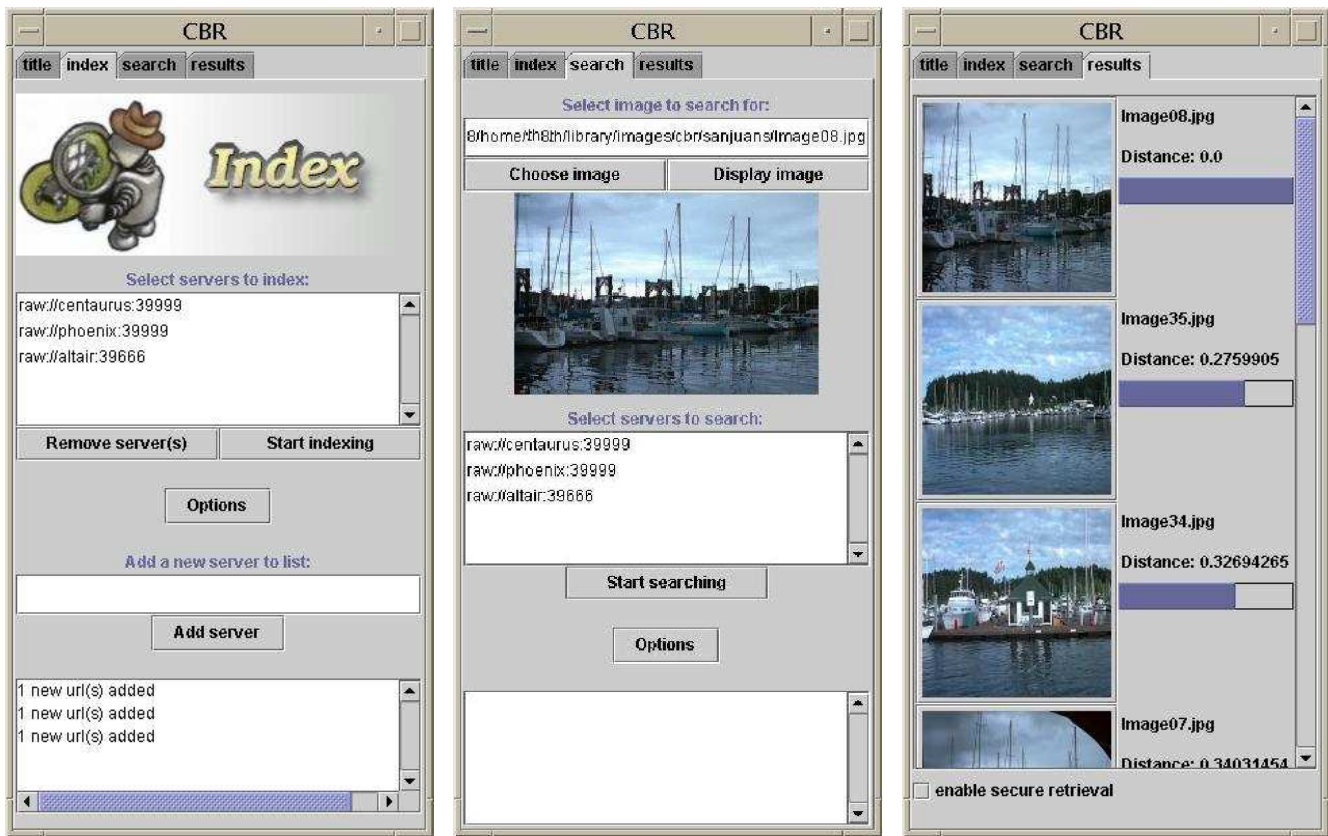 CBR
title index search results
Index
Select servers to index:
raw://centaurus:39999
raw://phoenix:39999
raw://altair:39666
Remove server(s) Start indexing
Options
Add a new server to list:
Add server
1 new url(s) added
1 new url(s) added
1 new url(s) added
CBR
title index search results
Select image to search for:
8/home/th8th/library/images/cbr/sanjuans/Image08.jpg
Choose image Display image
Select servers to search:
raw://centaurus:39999
raw://phoenix:39999
raw://altair:39666
Start searching
Options
CBR
title index search results
Image08.jpg
Distance: 0.0
Image35.jpg
Distance: 0.2759905
Image34.jpg
Distance: 0.32694265
Image07.jpg
Distance: 0.34031454
enable secure retrieval